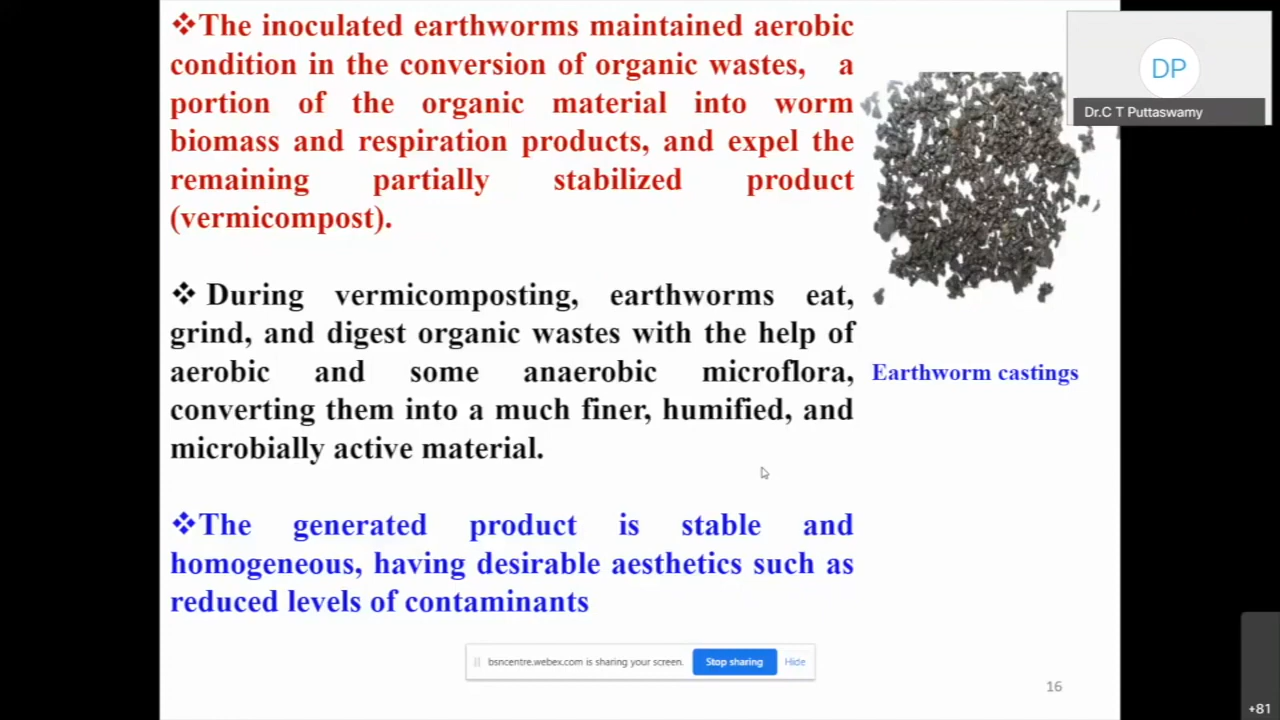 ❖The inoculated earthworms maintained aerobic
condition in the conversion of organic wastes, a
portion of the organic material into worm
biomass and respiration products, and expel the
remaining partially stabilized product
(vermicompost).
❖ During vermicomposting, earthworms eat,
grind, and digest organic wastes with the help of
aerobic and some anaerobic microflora,
converting them into a much finer, humified, and
microbially active material.
❖The generated product is stable and
homogeneous, having desirable aesthetics such as
reduced levels of contaminants
Earthworm castings
DP
Dr.C T Puttaswamy
bsncentre.webex.com is sharing your screen. Stop sharing Hide
16
+81